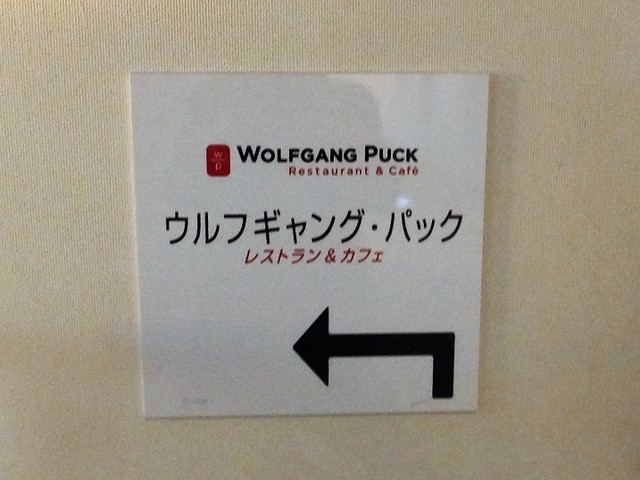 w
p
WOLFGANG PUCK
Restaurant & Café
ウルフギャング・パック
レストラン&カフェ